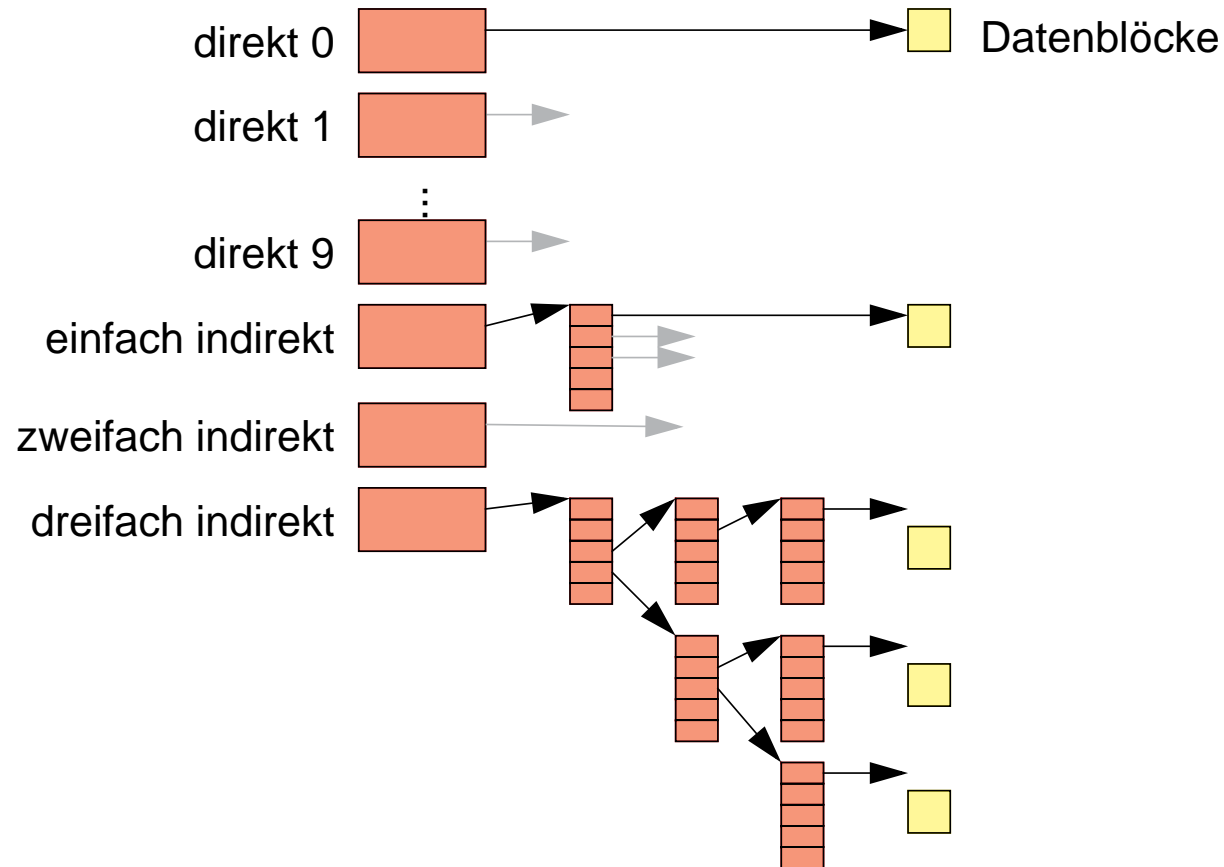 direkt 0
Datenblöcke
direkt 1
⋮
direkt 9
einfach indirekt
zweifach indirekt
dreifach indirekt